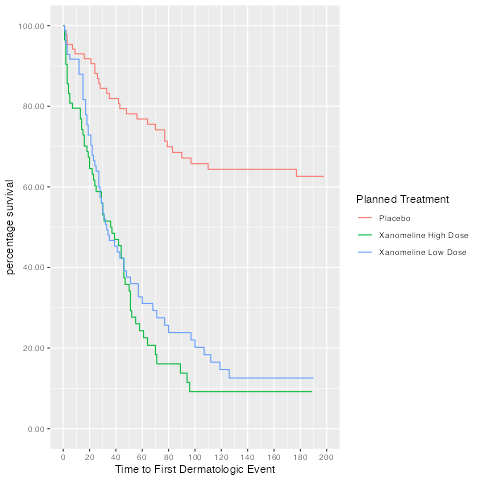 100.00
80.00
60.00
40.00
20.00
0.00
percentage survival
0 20 40 60 80 100 120 140 160 180 200
Time to First Dermatologic Event
Planned Treatment
Placebo
Xanomeline High Dose
Xanomeline Low Dose